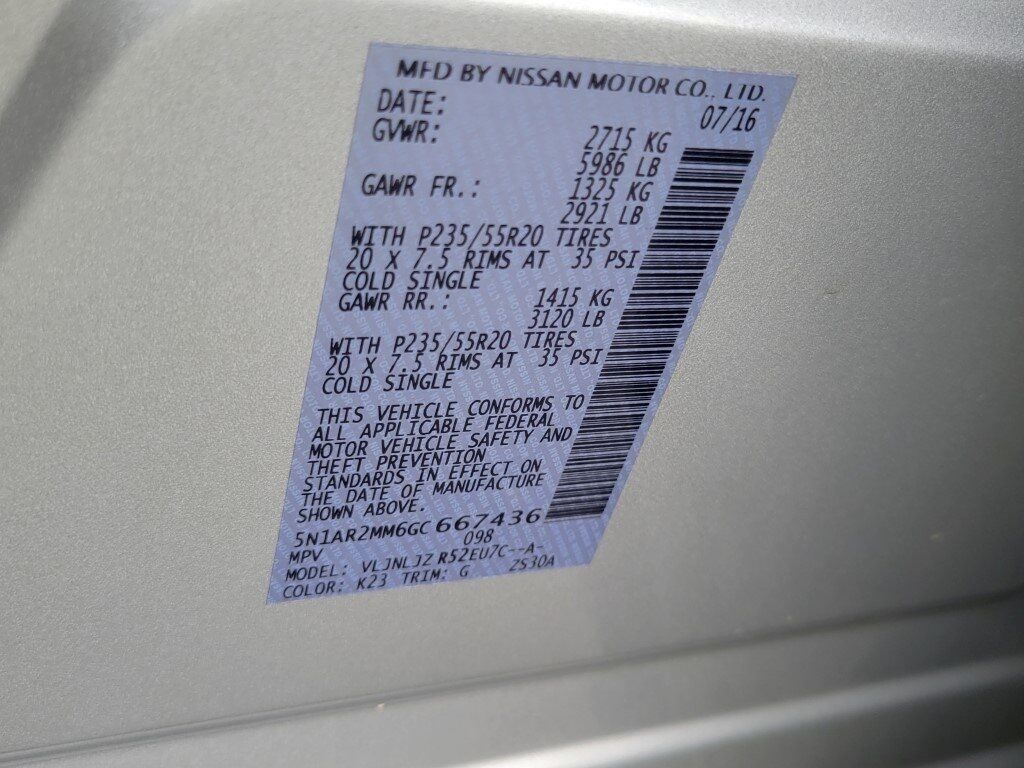 MFD BY NISSAN MOTOR CO., LTD.
DATE: 07/16
GVWR: 2715 KG
5986 LB
GAWR FR.: 1325 KG
2921 LB
WITH P235/55R20 TIRES
20 X 7.5 RIMS AT 35 PSI
COLD SINGLE
GAWR RR.: 1415 KG
3120 LB
WITH P235/55R20 TIRES
20 X 7.5 RIMS AT 35 PSI
COLD SINGLE
THIS VEHICLE CONFORMS TO
ALL APPLICABLE FEDERAL
MOTOR VEHICLE SAFETY AND
THEFT PREVENTION
STANDARDS IN EFFECT ON
THE DATE OF MANUFACTURE
SHOWN ABOVE.
5N1AR2MM6GC667436
MPV 098
MODEL: VLJNLJZ R52EU7C--A-
COLOR: K23 TRIM: G ZS30A